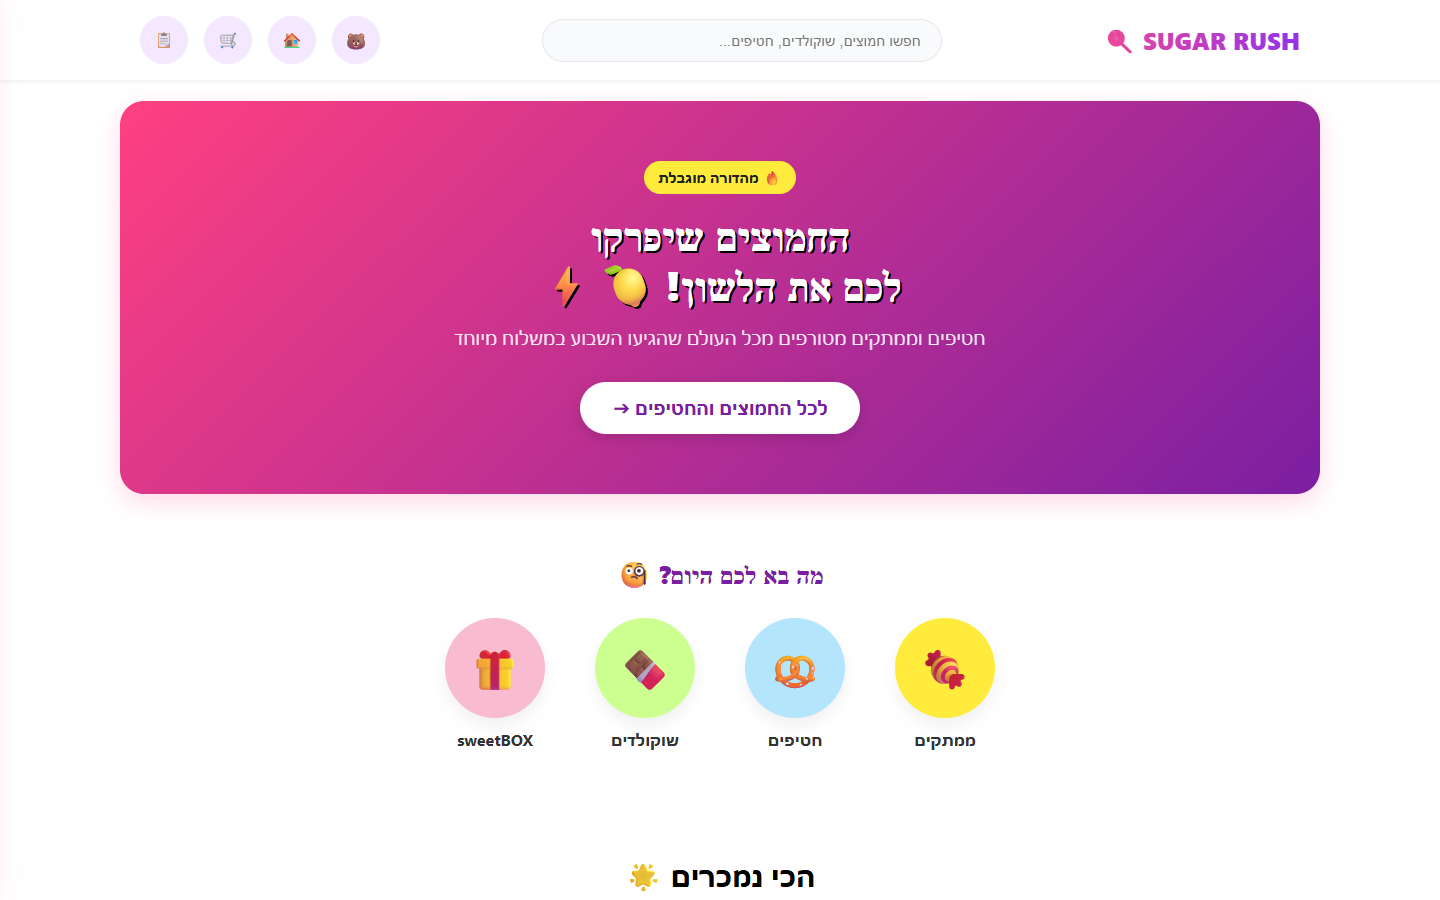 SUGAR RUSH
חפשו חמוצים, שוקולדים, חטיפים...
🔥 מהדורה מוגבלת
החמוצים שיפרקו
לכם את הלשון! 🍋 ⚡
חטיפים וממתקים מטורפים מכל העולם שהגיעו השבוע במשלוח מיוחד
לכל החמוצים והחטיפים ➔
מה בא לכם היום? 🧐
ממתקים
חטיפים
שוקולדים
sweetBOX
הכי נמכרים 🌟